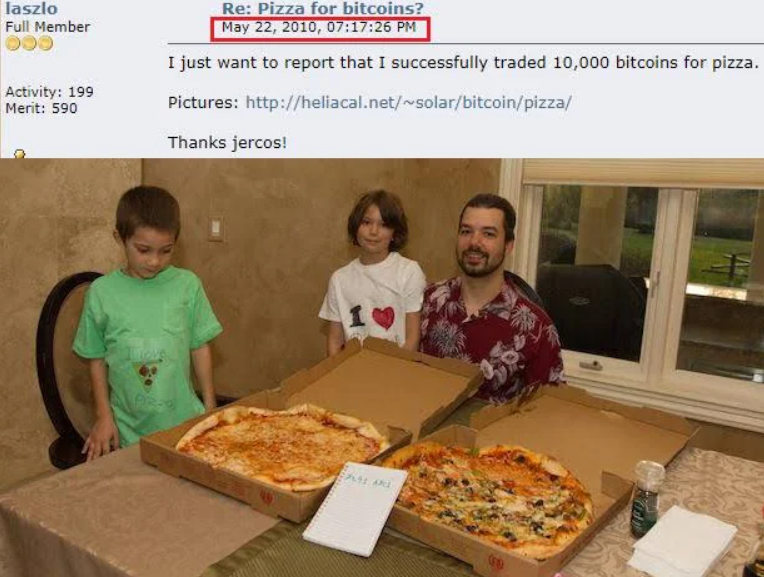 laszlo
Full Member
Activity: 199
Merit: 590
Re: Pizza for bitcoins?
May 22, 2010, 07:17:26 PM
I just want to report that I successfully traded 10,000 bitcoins for pizza.
Pictures: http://heliacal.net/~solar/bitcoin/pizza/
Thanks jercos!
I
I love
PIZZA